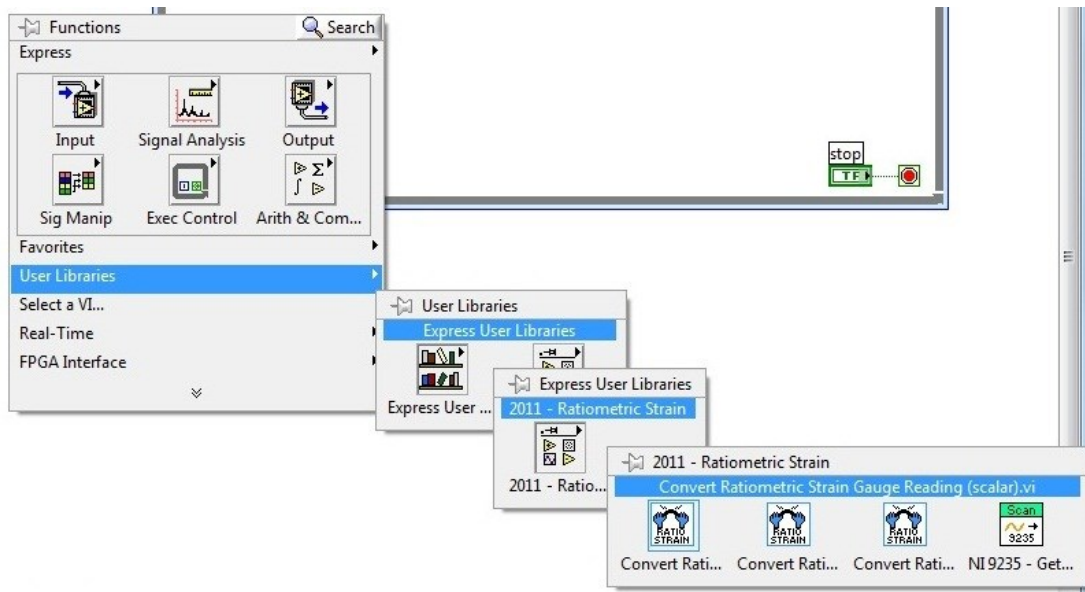 Functions
Search
Express
Input
Signal Analysis
Output
Sig Manip
Exec Control
Arith & Com...
Favorites
User Libraries
Select a VI...
Real-Time
FPGA Interface
stop
TF
User Libraries
Express User Libraries
Express User ...
Express User Libraries
2011 - Ratiometric Strain
2011 - Ratio...
2011 - Ratiometric Strain
Convert Ratiometric Strain Gauge Reading (scalar).vi
RATIO
STRAIN
RATIO
STRAIN
RATIO
STRAIN
Scan
9235
Convert Rati...
Convert Rati...
Convert Rati...
NI 9235 - Get...